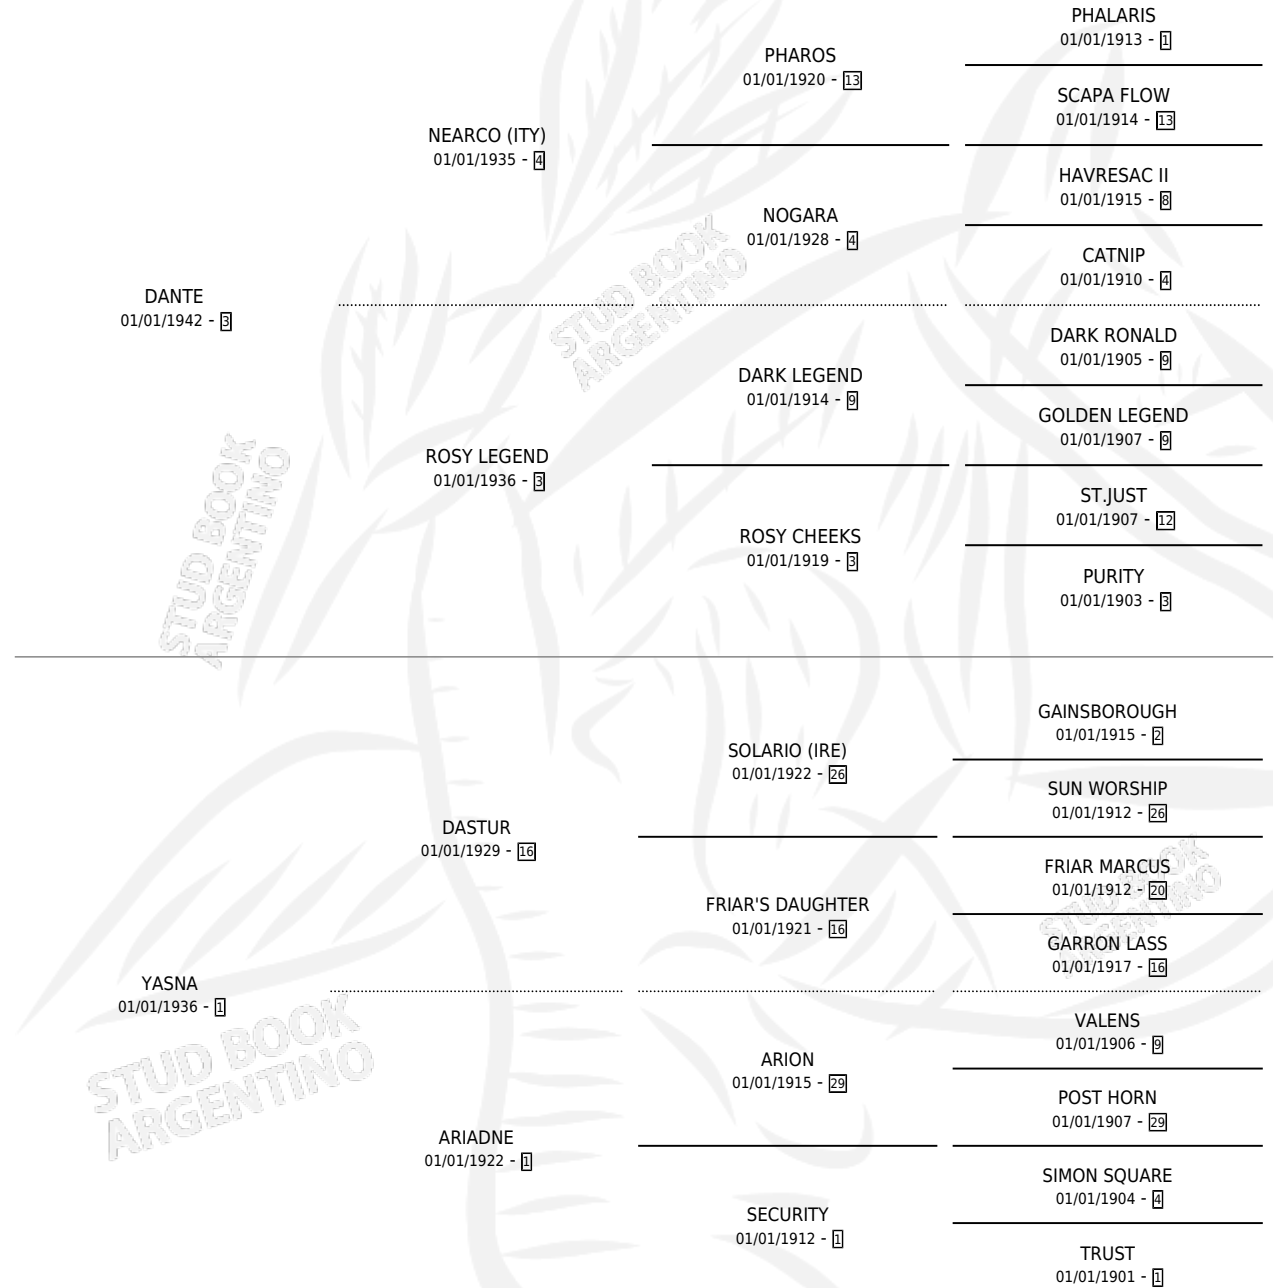 PHALARIS
01/01/1913 - 1
PHAROS
01/01/1920 - 13
SCAPA FLOW
01/01/1914 - 13
NEARCO (ITY)
01/01/1935 - 4
HAVRESAC II
01/01/1915 - 8
NOGARA
01/01/1928 - 4
CATNIP
01/01/1910 - 4
DANTE
01/01/1942 - 3
DARK RONALD
01/01/1905 - 9
DARK LEGEND
01/01/1914 - 9
GOLDEN LEGEND
01/01/1907 - 9
ROSY LEGEND
01/01/1936 - 3
ST.JUST
01/01/1907 - 12
ROSY CHEEKS
01/01/1919 - 3
PURITY
01/01/1903 - 3
GAINSBOROUGH
01/01/1915 - 2
SOLARIO (IRE)
01/01/1922 - 26
SUN WORSHIP
01/01/1912 - 26
DASTUR
01/01/1929 - 16
FRIAR MARCUS
01/01/1912 - 20
FRIAR'S DAUGHTER
01/01/1921 - 16
GARRON LASS
01/01/1917 - 16
YASNA
01/01/1936 - 1
VALENS
01/01/1906 - 9
ARION
01/01/1915 - 29
POST HORN
01/01/1907 - 29
ARIADNE
01/01/1922 - 1
SIMON SQUARE
01/01/1904 - 4
SECURITY
01/01/1912 - 1
TRUST
01/01/1901 - 1
STUD BOOK
ARGENTINO
STUD BOOK
ARGENTINO
STUD BOOK
ARGENTINO
STUD BOOK
ARGENTINO